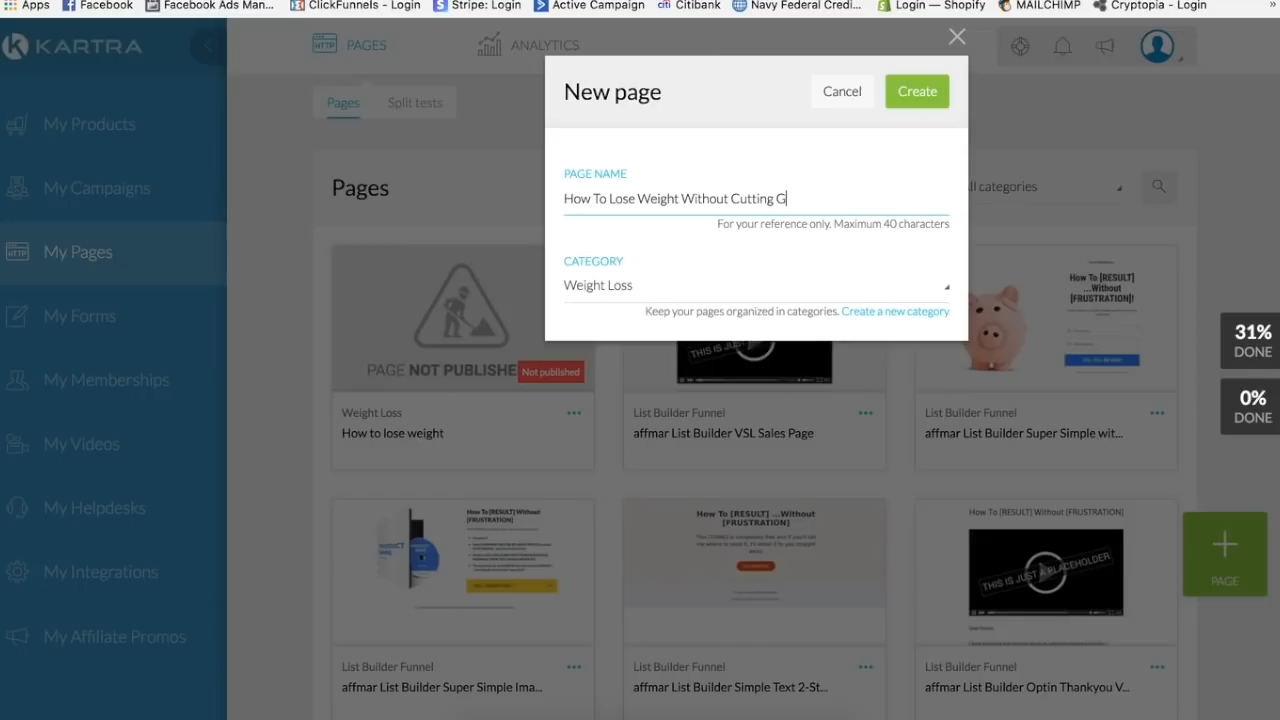 Apps Facebook Facebook Ads Man... ClickFunnels - Login Stripe: Login Active Campaign citi Citibank Navy Federal Credi... Login — Shopify MAILCHIMP Cryptopia - Login »
KARTRA
HTTP PAGES
ANALYTICS
New page
Cancel
Create
Pages
Split tests
My Products
My Campaigns
HTTP My Pages
My Forms
My Memberships
My Videos
My Helpdesks
My Integrations
My Affiliate Promos
PAGE NAME
How To Lose Weight Without Cutting G
For your reference only. Maximum 40 characters
CATEGORY
Weight Loss
Keep your pages organized in categories. Create a new category
Pages
ll categories
PAGE NOT PUBLISHE
Not published
Weight Loss
How to lose weight
THIS IS JUST A
List Builder Funnel
affmar List Builder VSL Sales Page
How To [RESULT]
...Without
[FRUSTRATION]!
List Builder Funnel
affmar List Builder Super Simple wit...
31%
DONE
0%
DONE
How To [RESULT] Without
[FRUSTRATION]
List Builder Funnel
affmar List Builder Super Simple Ima...
How To [RESULT] ...Without
[FRUSTRATION]
List Builder Funnel
affmar List Builder Simple Text 2-St...
How To [RESULT] Without [FRUSTRATION]
THIS IS JUST A PLACEHOLDER
List Builder Funnel
affmar List Builder Optin Thankyou V...
+
PAGE